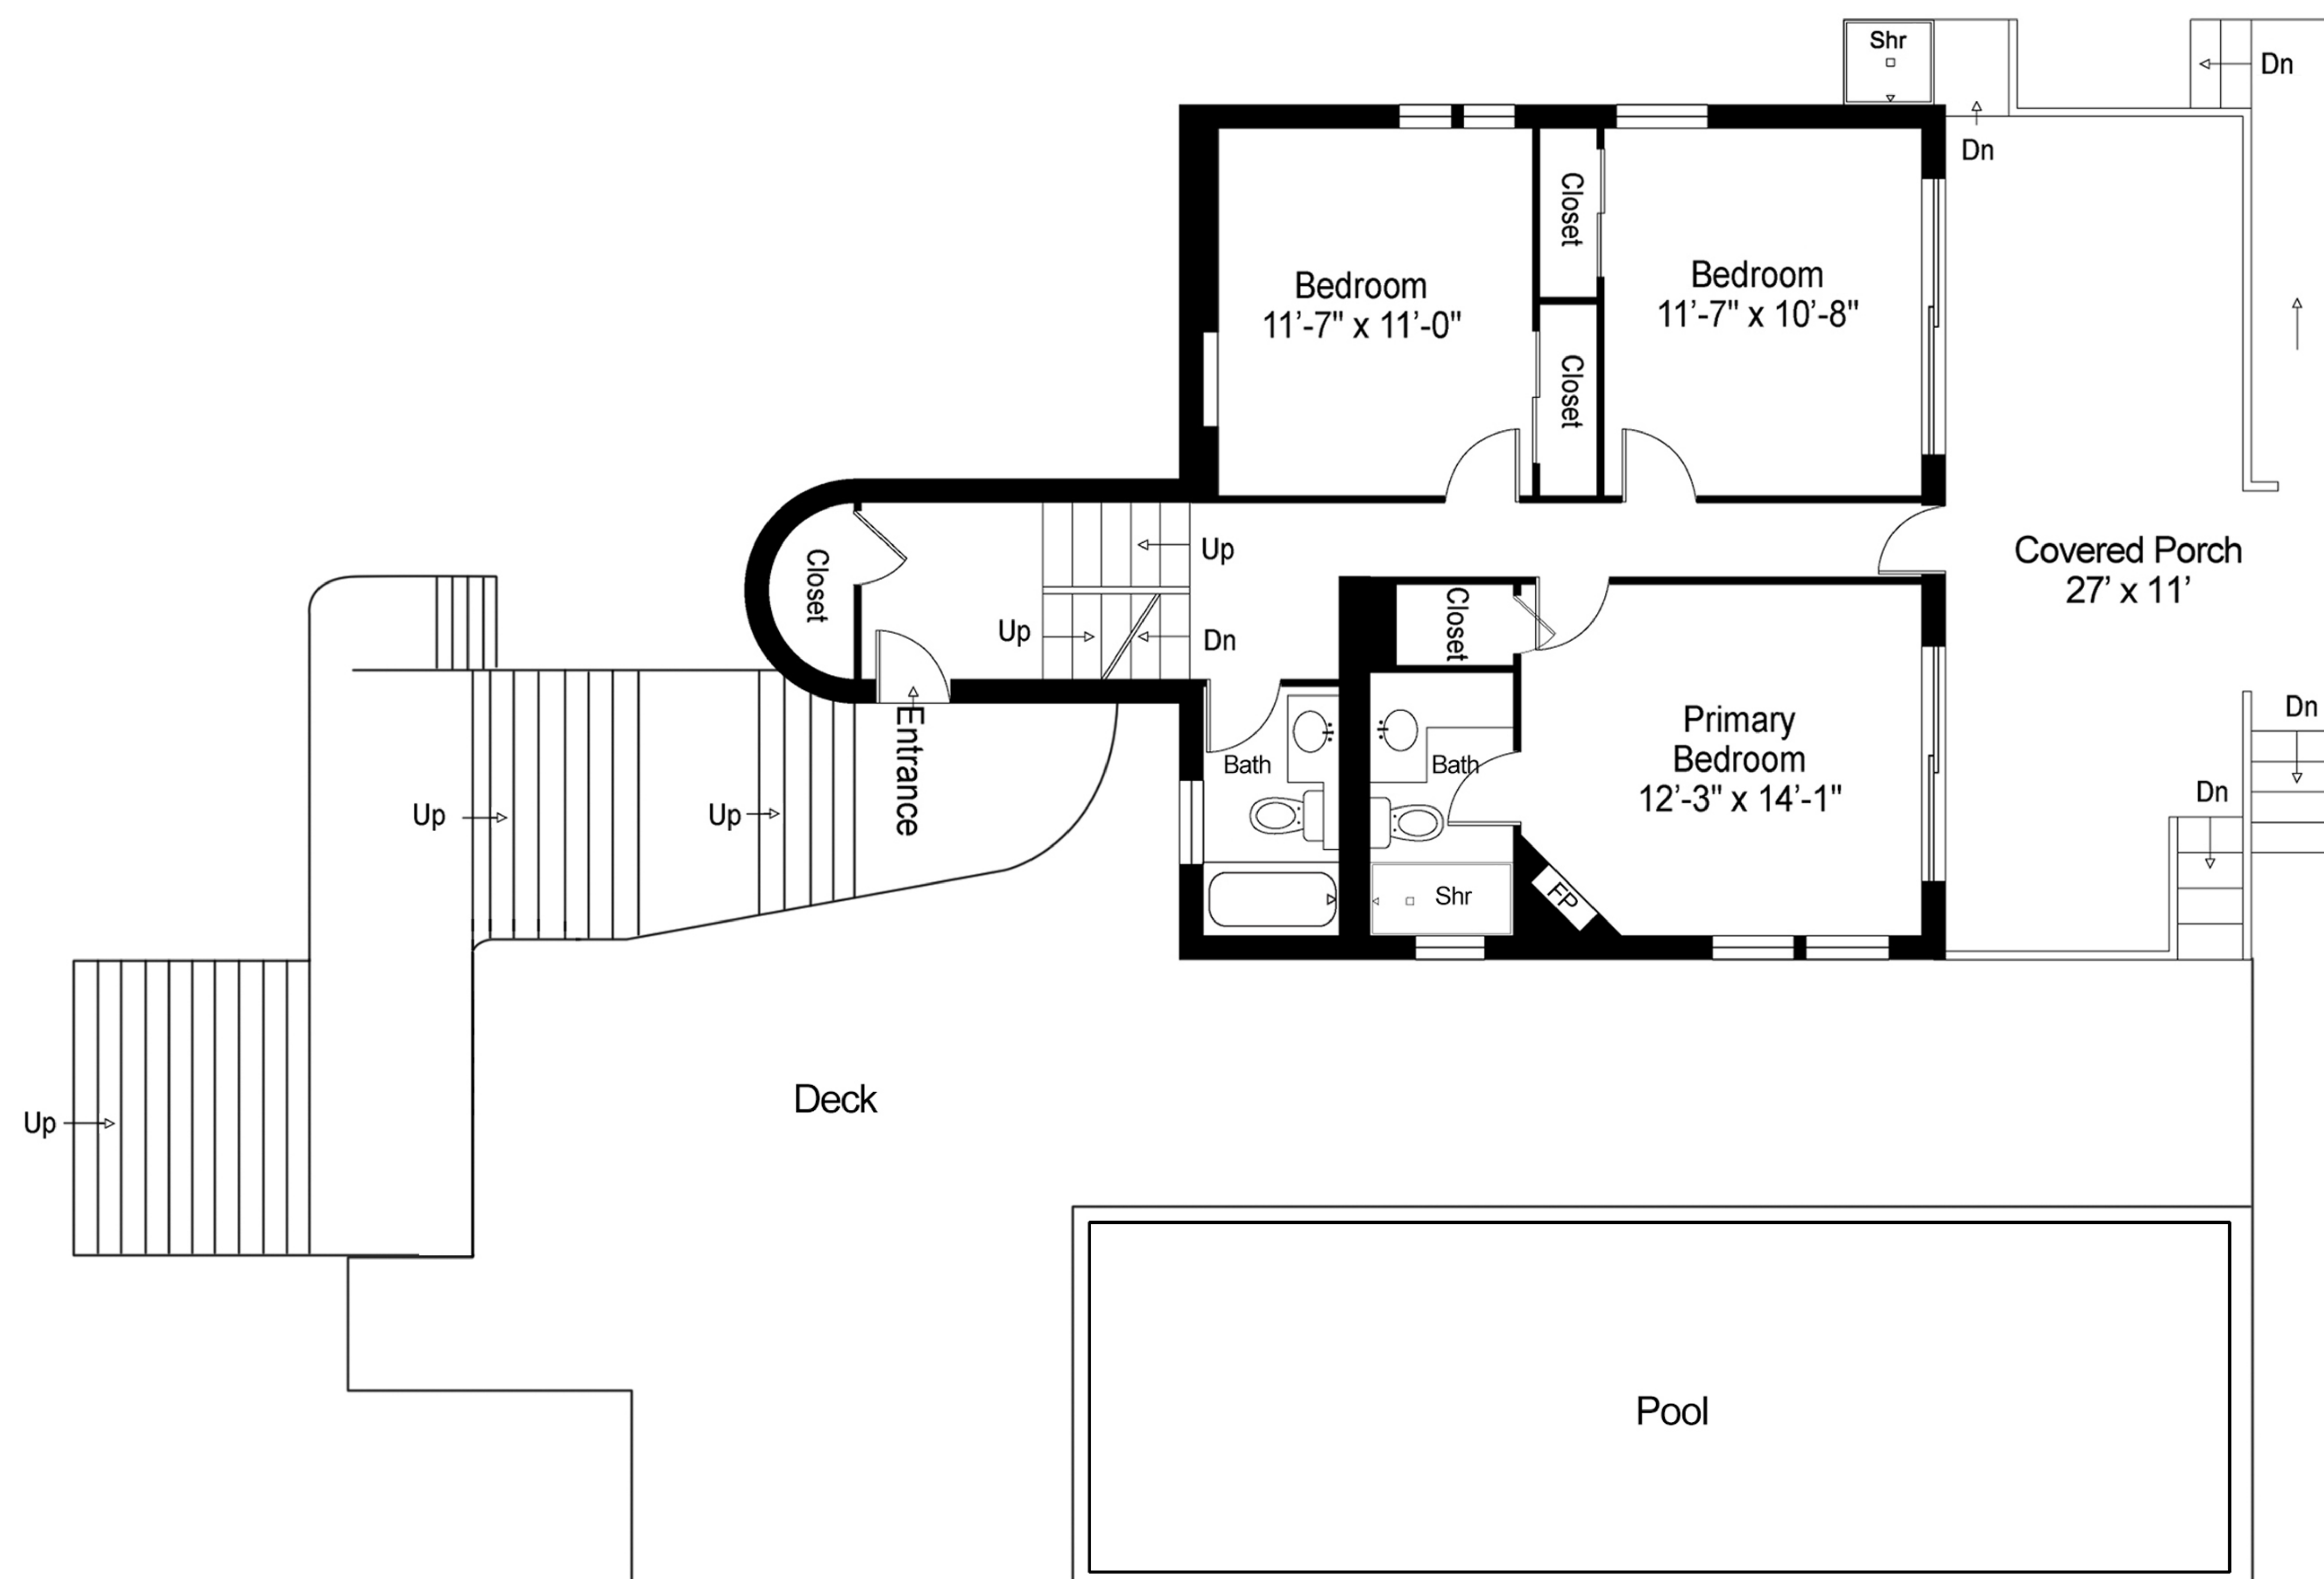 Shr
Dn
Dn
Closet
Bedroom
11'-7" x 11'-0"
Bedroom
11'-7" x 10'-8"
Closet
Closet
Up
Covered Porch
27' x 11'
Closet
Up
Dn
Entrance
Primary
Bedroom
12'-3" x 14'-1"
Bath
Bath
Dn
Dn
Up
Up
Shr
FP
Up
Deck
Pool